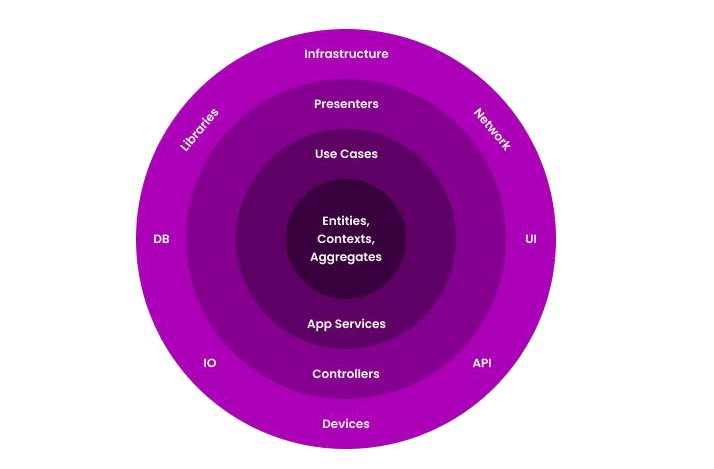 Infrastructure
Presenters
Libraries
Network
Use Cases
Entities,
Contexts,
Aggregates
DB
UI
App Services
IO
API
Controllers
Devices